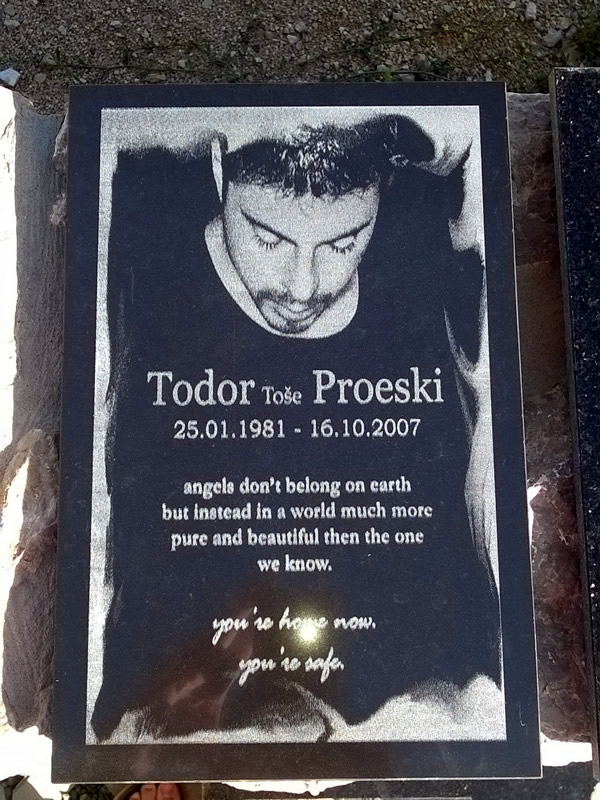 Todor Toše Proeski
25.01.1981 - 16.10.2007
angels don't belong on earth
but instead in a world much more
pure and beautiful then the one
we know.
you're home now.
you're safe.